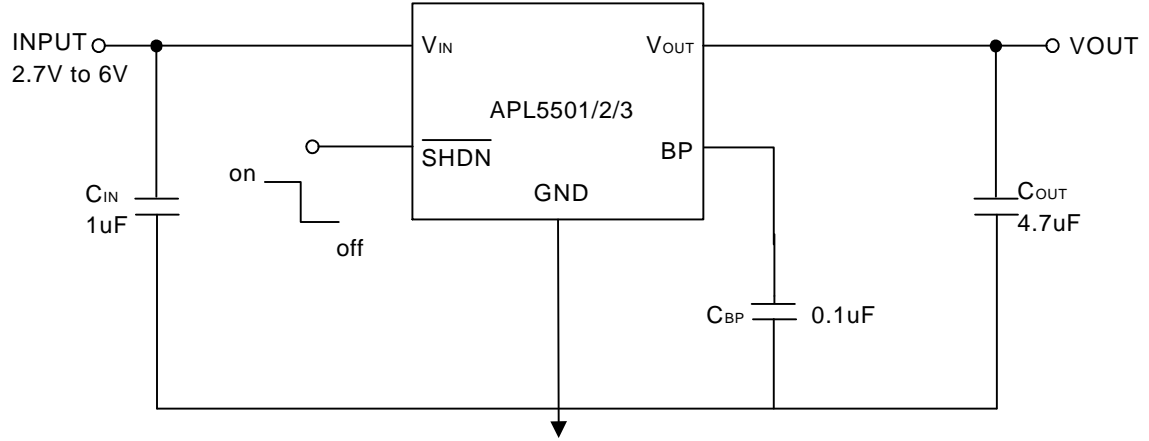 INPUT
2.7V to 6V
VIN
VOUT
VOUT
APL5501/2/3
SHDN
BP
on
off
GND
CIN
1uF
COUT
4.7uF
CBP
0.1uF